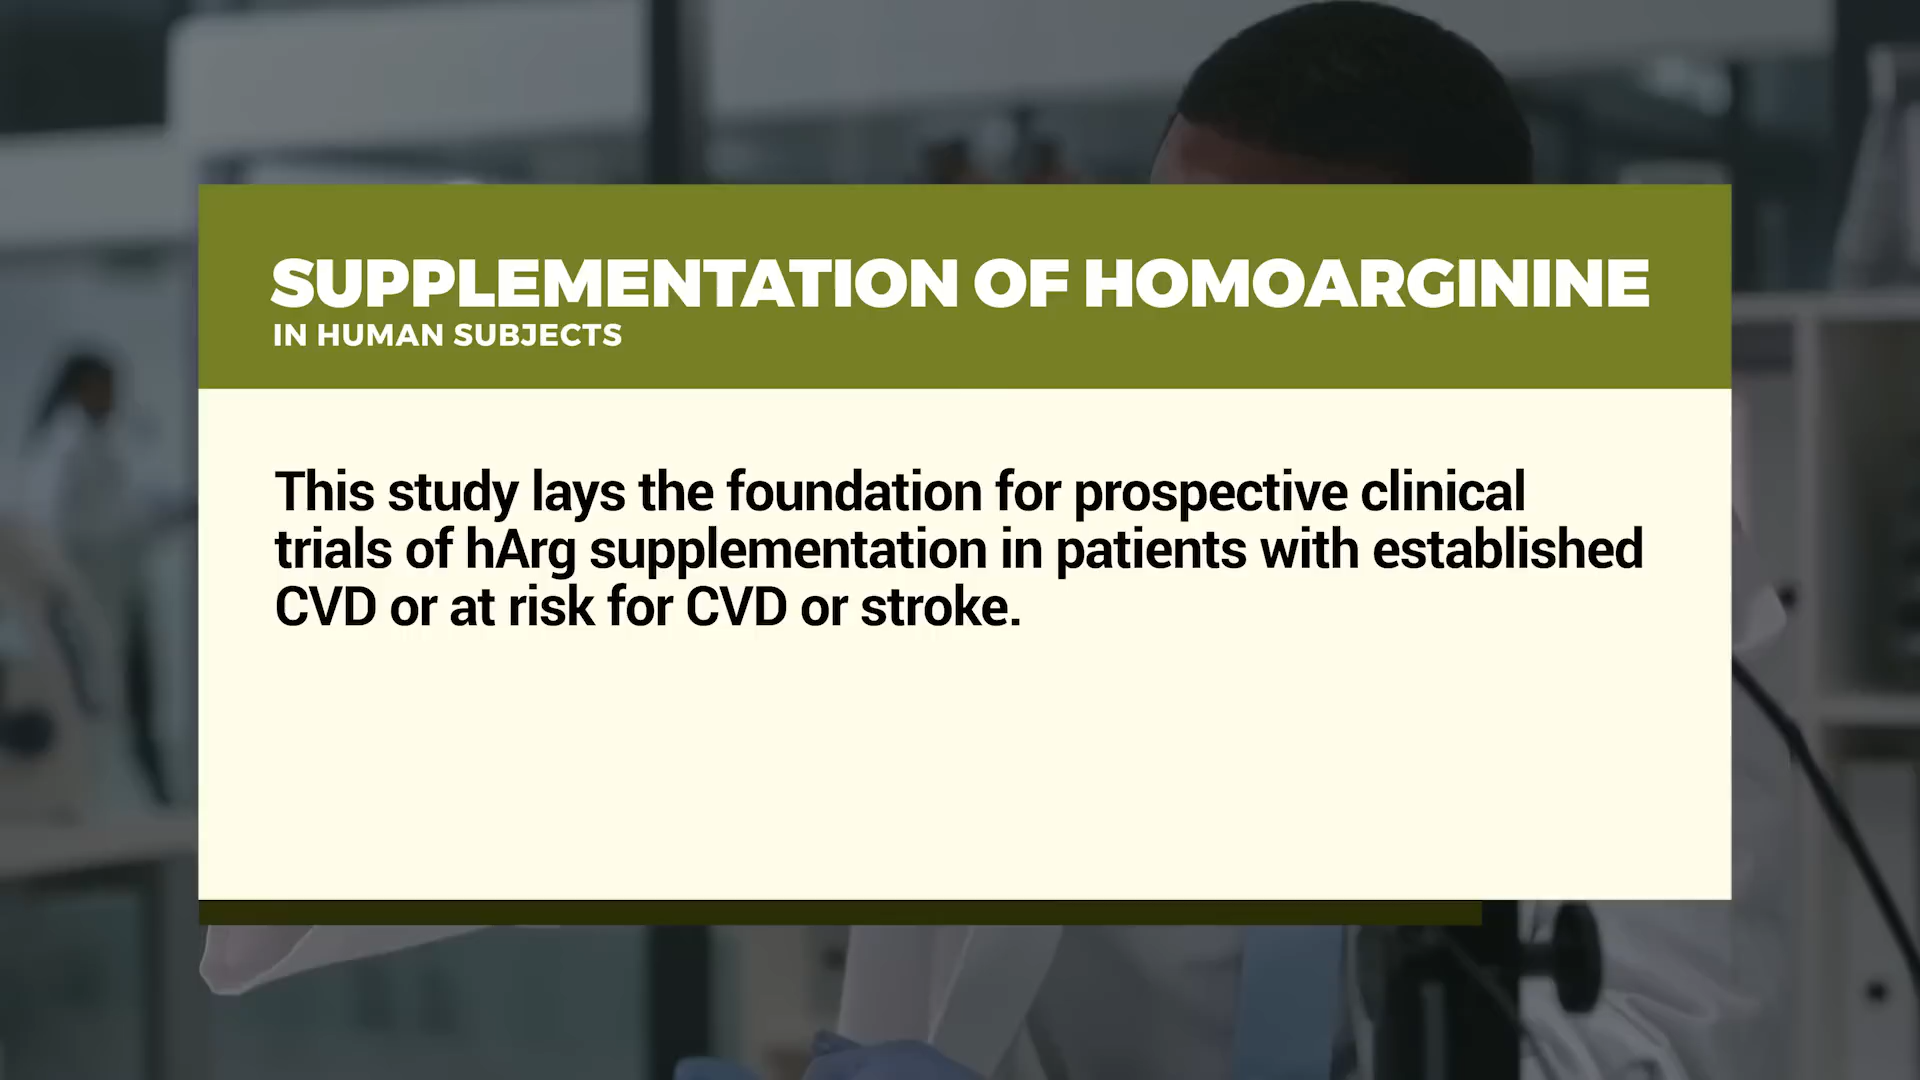 SUPPLEMENTATION OF HOMOARGININE
IN HUMAN SUBJECTS
This study lays the foundation for prospective clinical
trials of hArg supplementation in patients with established
CVD or at risk for CVD or stroke.